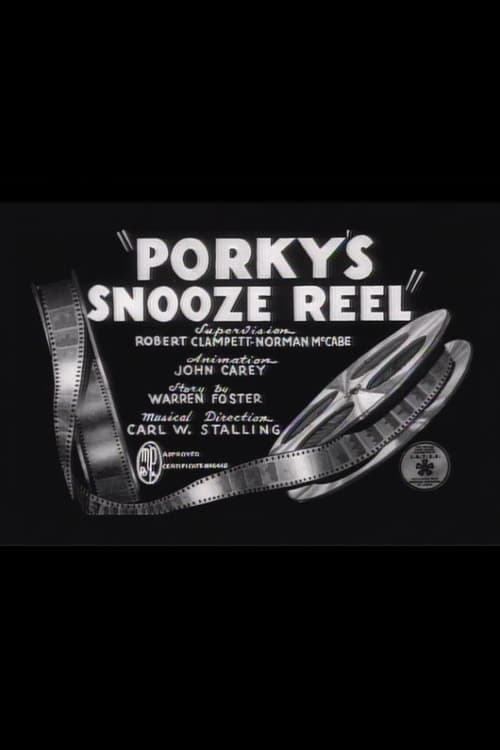 "PORKY'S
SNOOZE REEL"
Supervision
ROBERT CLAMPETT-NORMAN McCABE
Animation
JOHN CAREY
Story by
WARREN FOSTER
Musical Direction
CARL W. STALLING
APPROVED